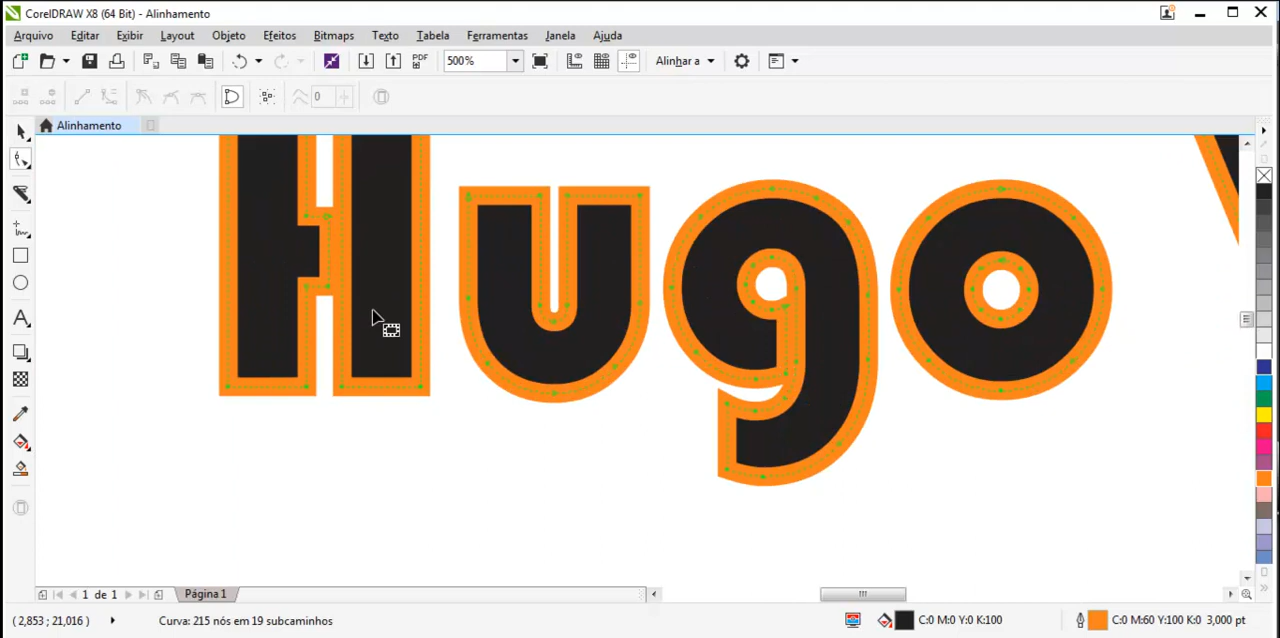 CorelDRAW X8 (64 Bit) - Alinhamento
Arquivo Editar Exibir Layout Objeto Efeitos Bitmaps Texto Tabela Ferramentas Janela Ajuda
PDF 500% Alinhar a
0
Alinhamento
Hugo
1 de 1 Página 1
( 2,853 ; 21,016 ) Curva: 215 nós em 19 subcaminhos C:0 M:0 Y:0 K:100 C:0 M:60 Y:100 K:0 3,000 pt